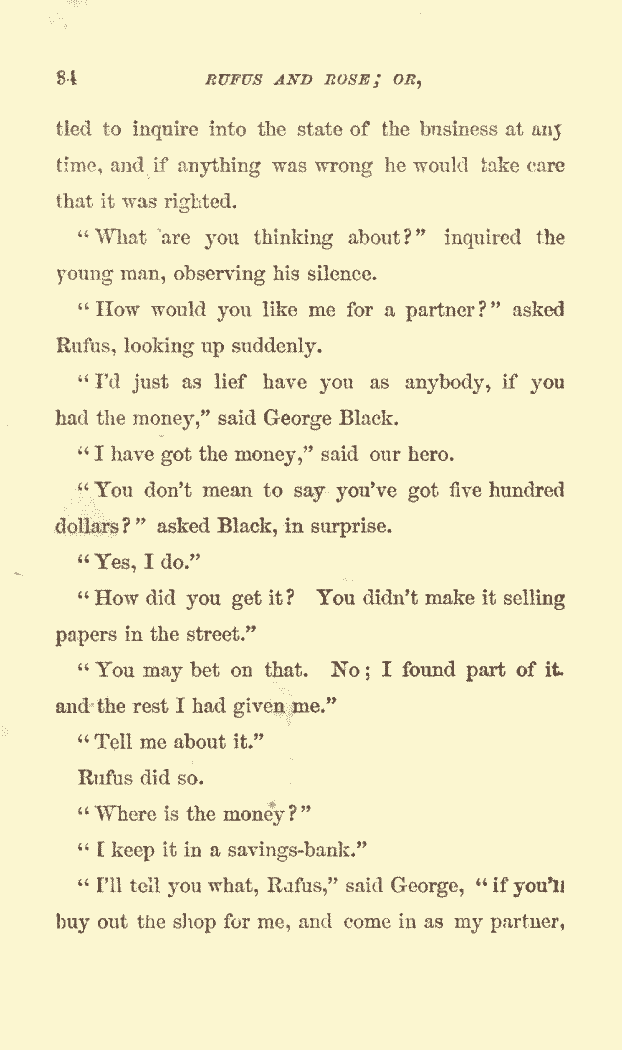 84 RUFUS AND ROSE; OR,
tled to inquire into the state of the business at any
time, and if anything was wrong he would take care
that it was righted.
“What are you thinking about?” inquired the
young man, observing his silence.
“How would you like me for a partner?” asked
Rufus, looking up suddenly.
“I’d just as lief have you as anybody, if you
had the money,” said George Black.
“I have got the money,” said our hero.
“You don’t mean to say you’ve got five hundred
dollars?” asked Black, in surprise.
“Yes, I do.”
“How did you get it? You didn’t make it selling
papers in the street.”
“You may bet on that. No; I found part of it
and the rest I had given me.”
“Tell me about it.”
Rufus did so.
“Where is the money?”
“I keep it in a savings-bank.”
“I’ll tell you what, Rufus,” said George, “if you’ll
buy out the shop for me, and come in as my partner,